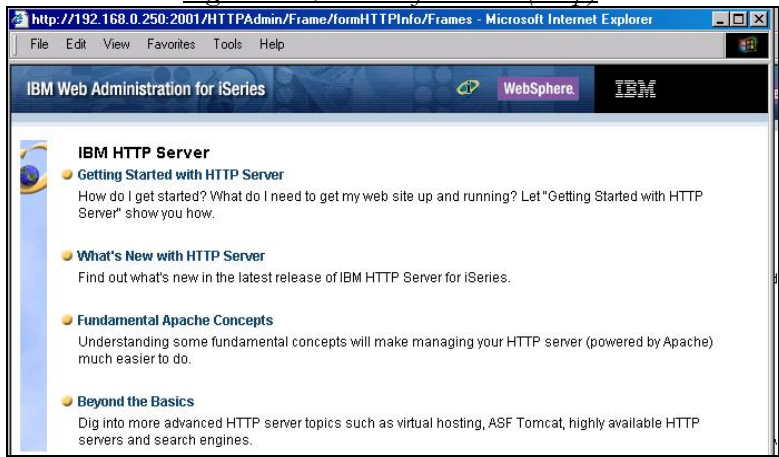 http://192.168.0.250:2001/HTTPAdmin/Frame/formHTTPInfo/Frames - Microsoft Internet Explorer
File Edit View Favorites Tools Help
IBM Web Administration for iSeries WebSphere. IBM
IBM HTTP Server
Getting Started with HTTP Server
How do I get started? What do I need to get my web site up and running? Let "Getting Started with HTTP
Server" show you how.
What's New with HTTP Server
Find out what's new in the latest release of IBM HTTP Server for iSeries.
Fundamental Apache Concepts
Understanding some fundamental concepts will make managing your HTTP server (powered by Apache)
much easier to do.
Beyond the Basics
Dig into more advanced HTTP server topics such as virtual hosting, ASF Tomcat, highly available HTTP
servers and search engines.